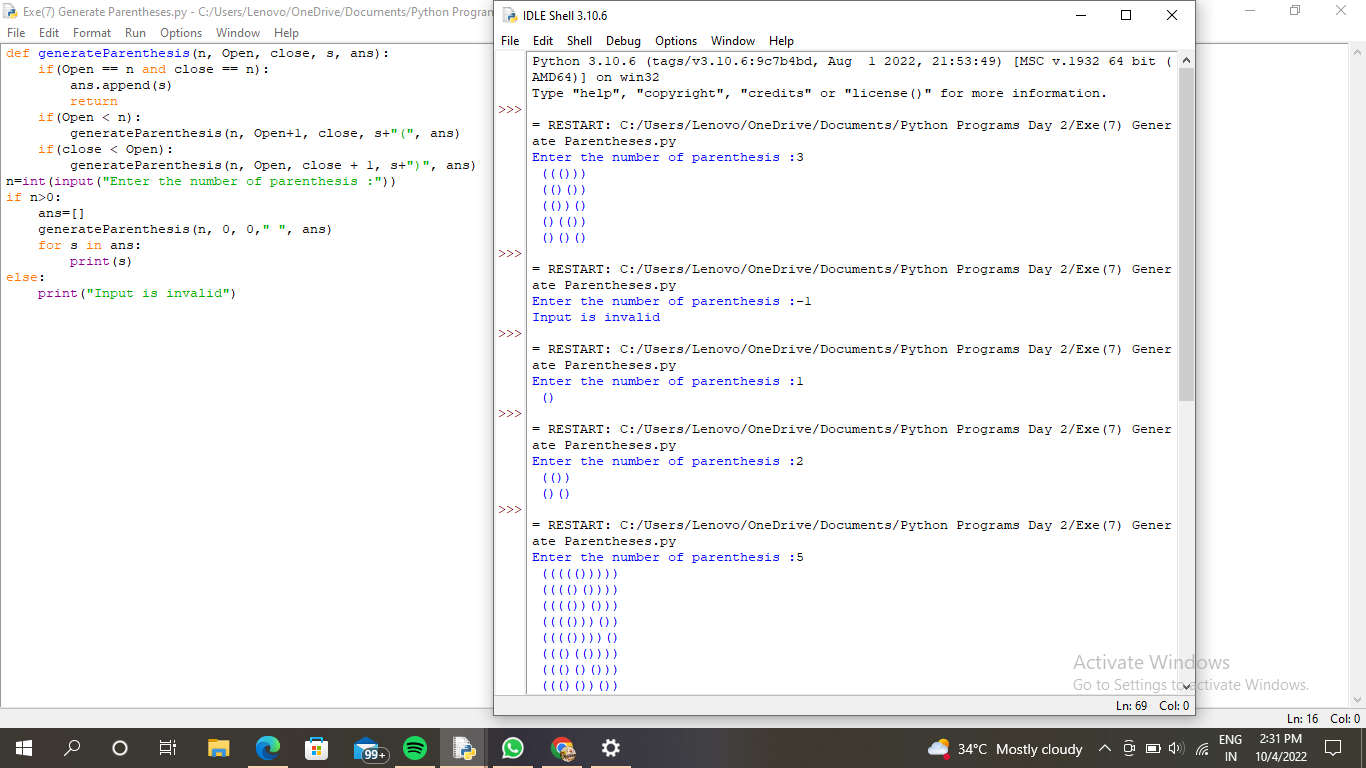 Exe(7) Generate Parentheses.py - C:/Users/Lenovo/OneDrive/Documents/Python Progran
File Edit Format Run Options Window Help
def generateParenthesis(n, Open, close, s, ans):
    if(Open == n and close == n):
        ans.append(s)
        return
    if(Open < n):
        generateParenthesis(n, Open+1, close, s+"(", ans)
    if(close < Open):
        generateParenthesis(n, Open, close + 1, s+")", ans)
n=int(input("Enter the number of parenthesis :"))
if n>0:
    ans=[]
    generateParenthesis(n, 0, 0," ", ans)
    for s in ans:
        print(s)
else:
    print("Input is invalid")
IDLE Shell 3.10.6
File Edit Shell Debug Options Window Help
Python 3.10.6 (tags/v3.10.6:9c7b4bd, Aug  1 2022, 21:53:49) [MSC v.1932 64 bit (
AMD64)] on win32
Type "help", "copyright", "credits" or "license()" for more information.
>>>
= RESTART: C:/Users/Lenovo/OneDrive/Documents/Python Programs Day 2/Exe(7) Gener
ate Parentheses.py
Enter the number of parenthesis :3
 ((()))
 (()())
 (())()
 ()(())
 ()()()
>>>
= RESTART: C:/Users/Lenovo/OneDrive/Documents/Python Programs Day 2/Exe(7) Gener
ate Parentheses.py
Enter the number of parenthesis :-1
Input is invalid
>>>
= RESTART: C:/Users/Lenovo/OneDrive/Documents/Python Programs Day 2/Exe(7) Gener
ate Parentheses.py
Enter the number of parenthesis :1
 ()
>>>
= RESTART: C:/Users/Lenovo/OneDrive/Documents/Python Programs Day 2/Exe(7) Gener
ate Parentheses.py
Enter the number of parenthesis :2
 (())
 ()()
>>>
= RESTART: C:/Users/Lenovo/OneDrive/Documents/Python Programs Day 2/Exe(7) Gener
ate Parentheses.py
Enter the number of parenthesis :5
 ((((()))))
 (((()())))
 (((())()))
 (((()))())
 (((())))()
 ((()(())))
 ((()()()))
 ((()())())
Activate Windows
Go to Settings to activate Windows.
Ln: 69 Col: 0
Ln: 16 Col: 0
99+
34°C Mostly cloudy
ENG
IN
2:31 PM
10/4/2022